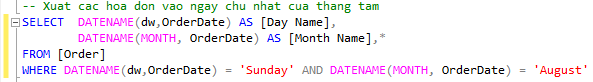 -- Xuat cac hoa don vao ngay chu nhat cua thang tam
SELECT DATENAME(dw,OrderDate) AS [Day Name],
DATENAME(MONTH, OrderDate) AS [Month Name],*
FROM [Order]
WHERE DATENAME(dw,OrderDate) = 'Sunday' AND DATENAME(MONTH, OrderDate) = 'August'